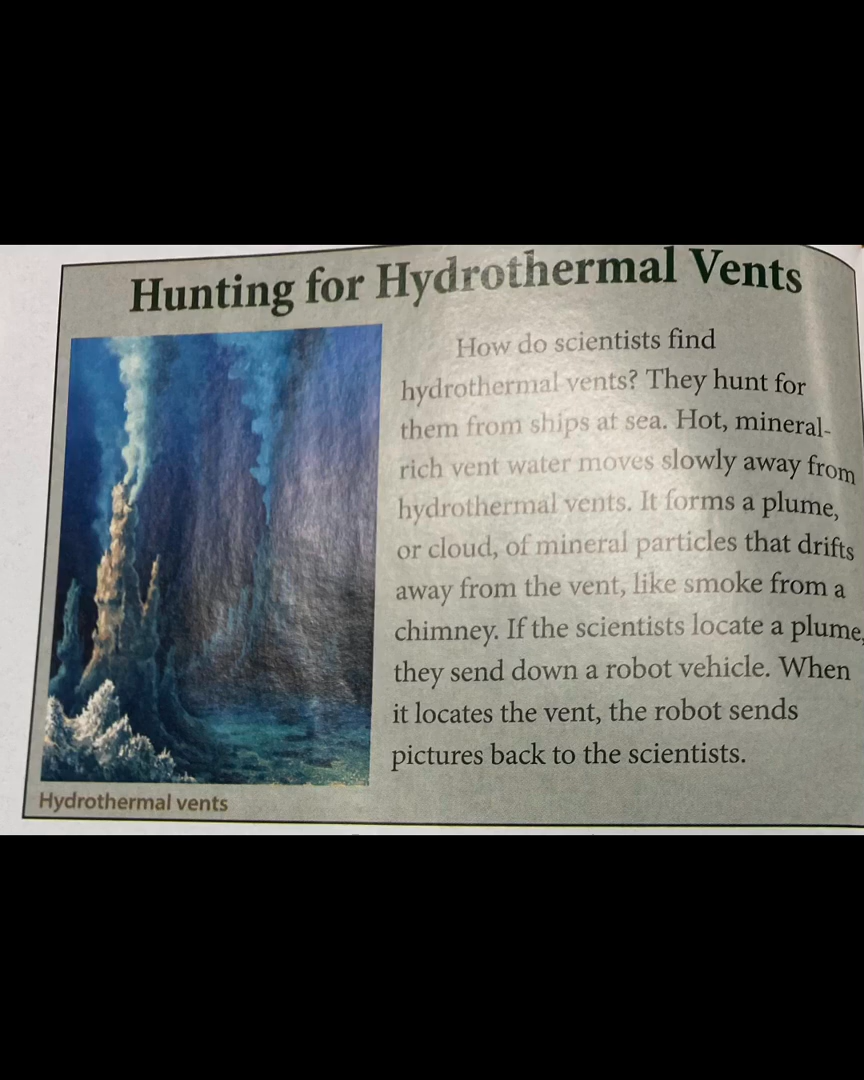 Hunting for Hydrothermal Vents
How do scientists find
hydrothermal vents? They hunt for
them from ships at sea. Hot, mineral-
rich vent water moves slowly away from
hydrothermal vents. It forms a plume,
or cloud, of mineral particles that drifts
away from the vent, like smoke from a
chimney. If the scientists locate a plume,
they send down a robot vehicle. When
it locates the vent, the robot sends
pictures back to the scientists.
Hydrothermal vents